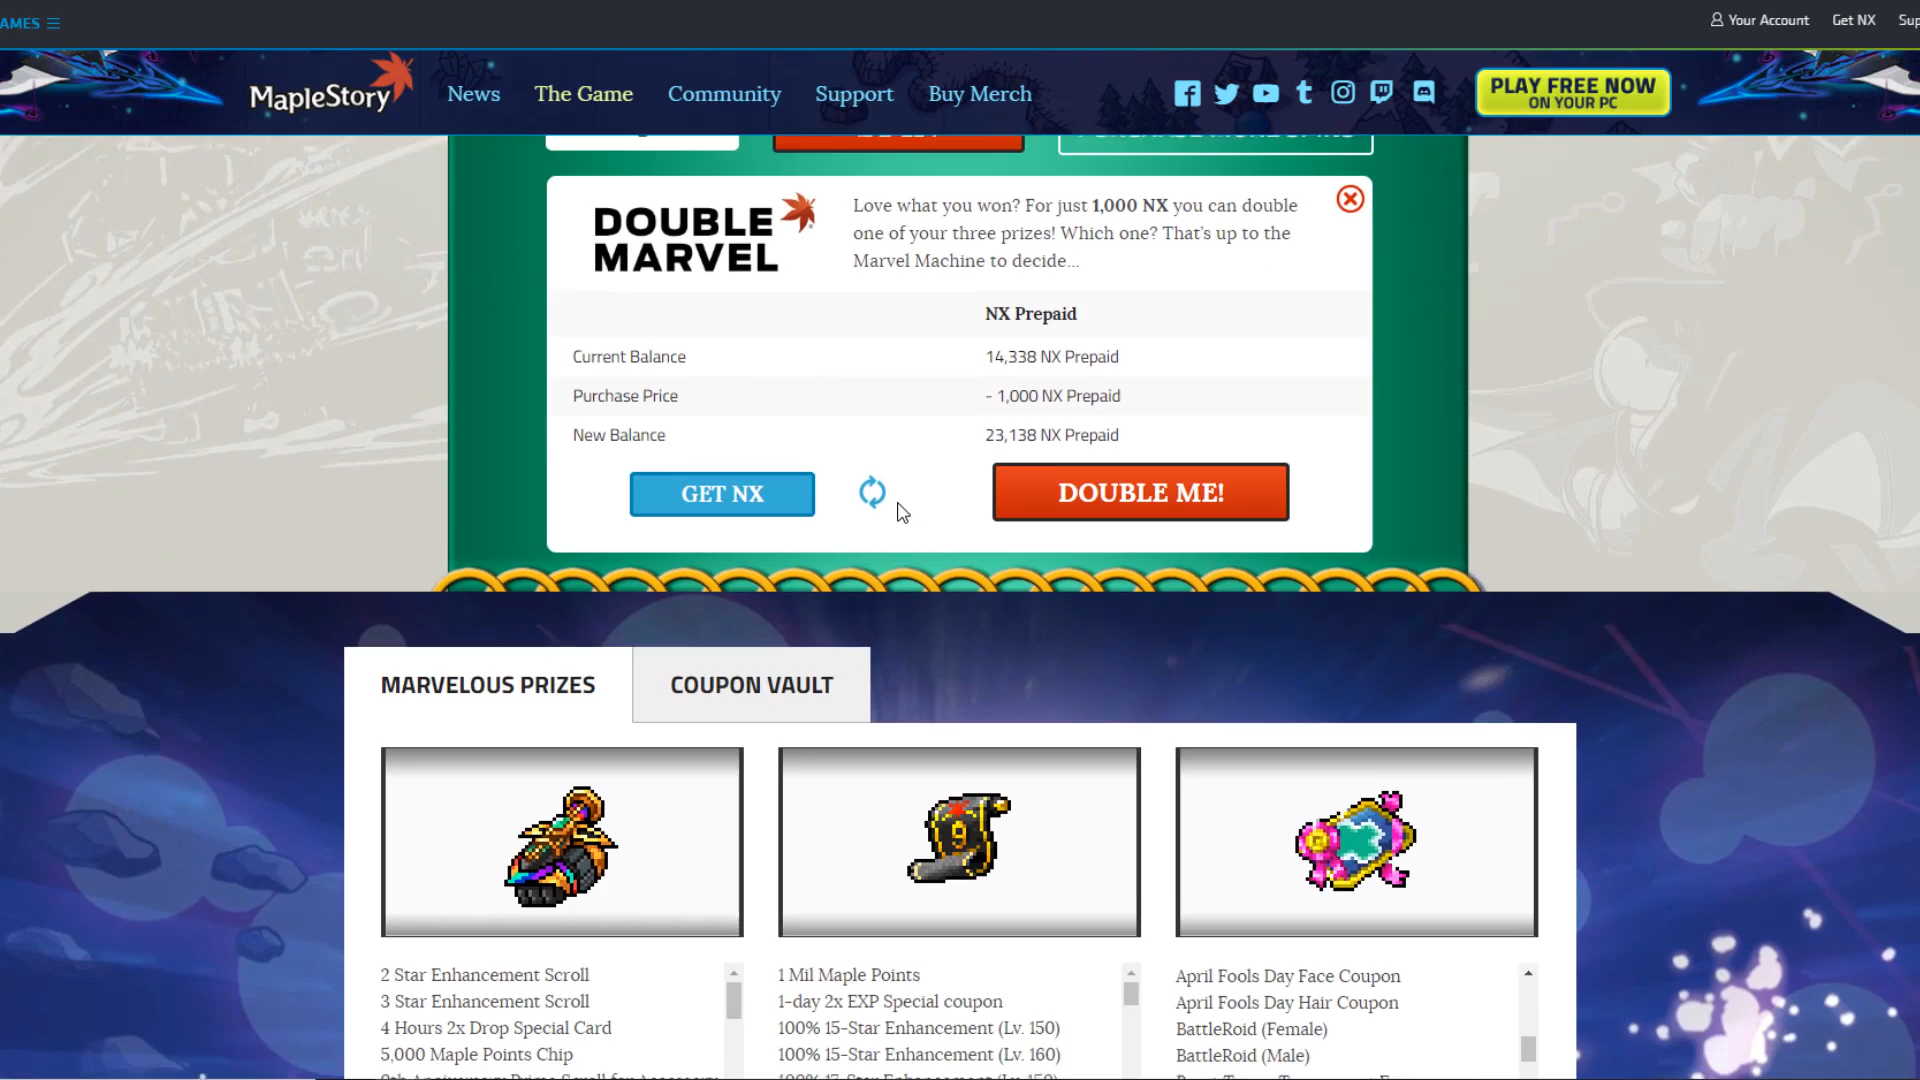 AMES
Your Account
Get NX
Sup
MapleStory
News
The Game
Community
Support
Buy Merch
PLAY FREE NOW
ON YOUR PC
DOUBLE
MARVEL
Love what you won? For just 1,000 NX you can double
one of your three prizes! Which one? That's up to the
Marvel Machine to decide...
NX Prepaid
Current Balance
14,338 NX Prepaid
Purchase Price
- 1,000 NX Prepaid
New Balance
23,138 NX Prepaid
GET NX
DOUBLE ME!
MARVELOUS PRIZES
COUPON VAULT
9
2 Star Enhancement Scroll
3 Star Enhancement Scroll
4 Hours 2x Drop Special Card
5,000 Maple Points Chip
1 Mil Maple Points
1-day 2x EXP Special coupon
100% 15-Star Enhancement (Lv. 150)
100% 15-Star Enhancement (Lv. 160)
April Fools Day Face Coupon
April Fools Day Hair Coupon
BattleRoid (Female)
BattleRoid (Male)